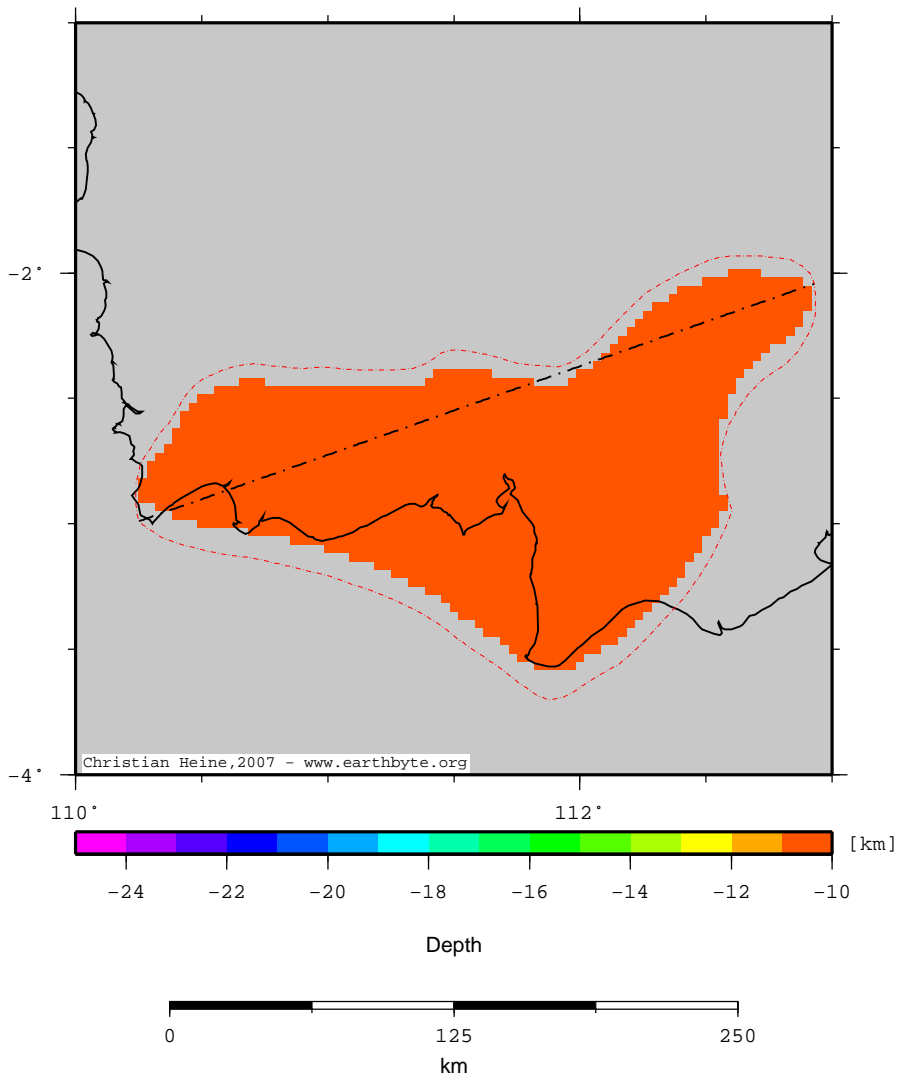 −2°
−4°
Christian Heine,2007 − www.earthbyte.org
110° 112°
[km]
−24 −22 −20 −18 −16 −14 −12 −10
Depth
0 125 250
km